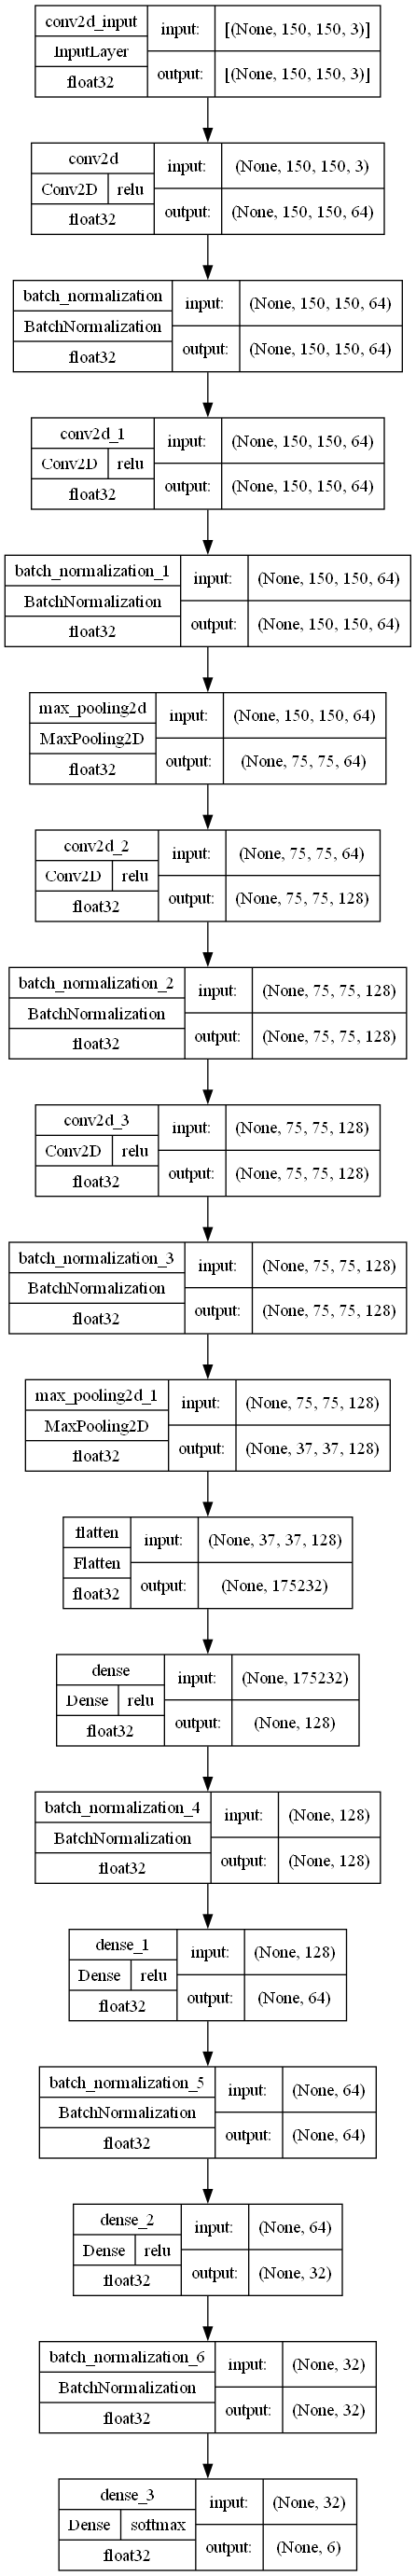 conv2d_input input: [(None, 150, 150, 3)]
InputLayer
float32 output: [(None, 150, 150, 3)]
conv2d input: (None, 150, 150, 3)
Conv2D relu
float32 output: (None, 150, 150, 64)
batch_normalization input: (None, 150, 150, 64)
BatchNormalization
float32 output: (None, 150, 150, 64)
conv2d_1 input: (None, 150, 150, 64)
Conv2D relu
float32 output: (None, 150, 150, 64)
batch_normalization_1 input: (None, 150, 150, 64)
BatchNormalization
float32 output: (None, 150, 150, 64)
max_pooling2d input: (None, 150, 150, 64)
MaxPooling2D
float32 output: (None, 75, 75, 64)
conv2d_2 input: (None, 75, 75, 64)
Conv2D relu
float32 output: (None, 75, 75, 128)
batch_normalization_2 input: (None, 75, 75, 128)
BatchNormalization
float32 output: (None, 75, 75, 128)
conv2d_3 input: (None, 75, 75, 128)
Conv2D relu
float32 output: (None, 75, 75, 128)
batch_normalization_3 input: (None, 75, 75, 128)
BatchNormalization
float32 output: (None, 75, 75, 128)
max_pooling2d_1 input: (None, 75, 75, 128)
MaxPooling2D
float32 output: (None, 37, 37, 128)
flatten input: (None, 37, 37, 128)
Flatten
float32 output: (None, 175232)
dense input: (None, 175232)
Dense relu
float32 output: (None, 128)
batch_normalization_4 input: (None, 128)
BatchNormalization
float32 output: (None, 128)
dense_1 input: (None, 128)
Dense relu
float32 output: (None, 64)
batch_normalization_5 input: (None, 64)
BatchNormalization
float32 output: (None, 64)
dense_2 input: (None, 64)
Dense relu
float32 output: (None, 32)
batch_normalization_6 input: (None, 32)
BatchNormalization
float32 output: (None, 32)
dense_3 input: (None, 32)
Dense softmax
float32 output: (None, 6)